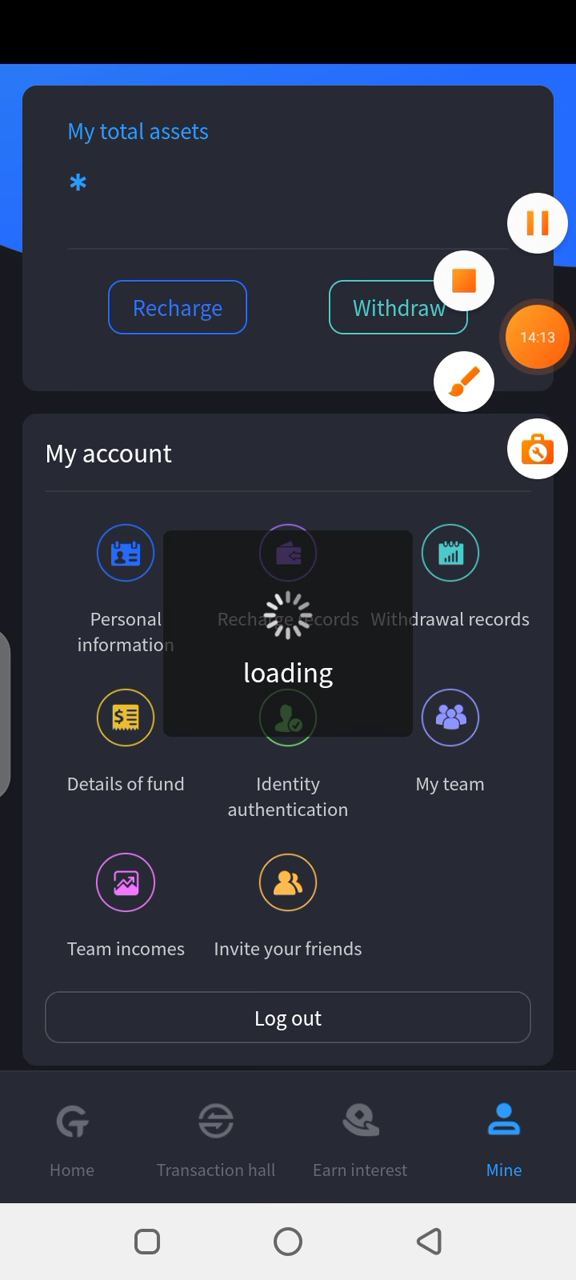 My total assets
*
Recharge
Withdraw
14:13
My account
Personal
information
Recharge records
Withdrawal records
loading
Details of fund
Identity
authentication
My team
Team incomes
Invite your friends
Log out
Home
Transaction hall
Earn interest
Mine